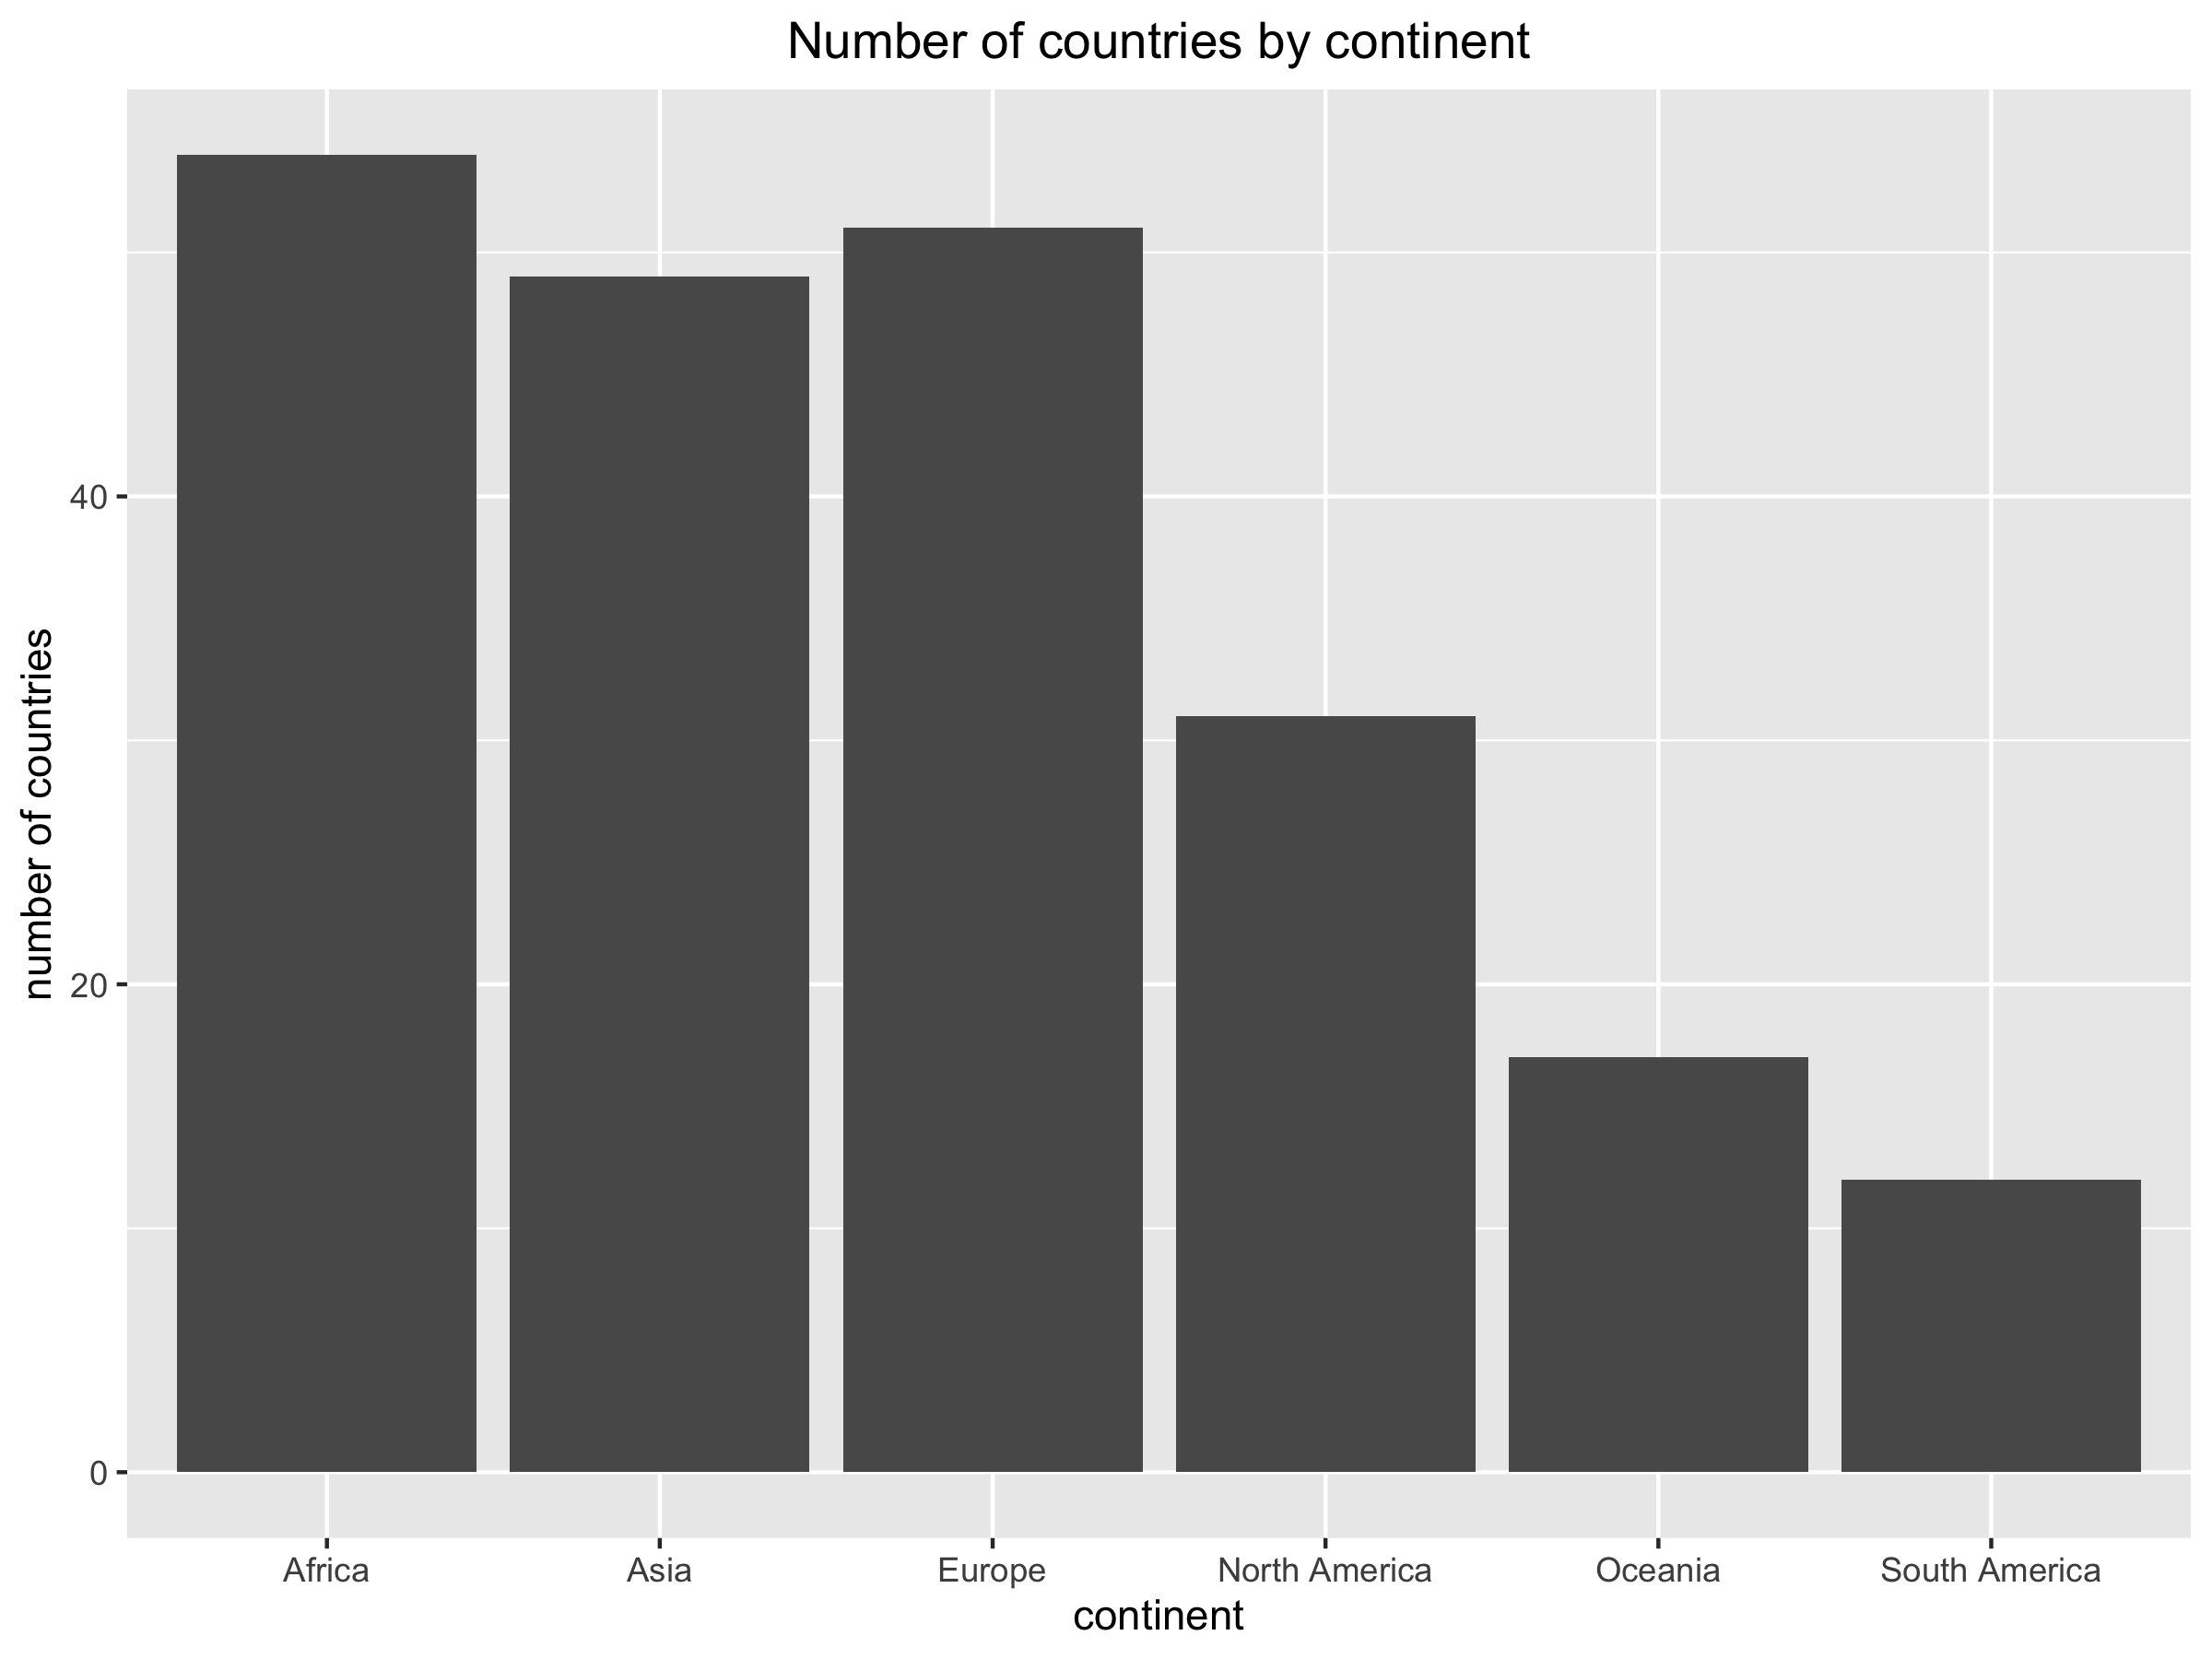 Number of countries by continent
number of countries
40
20
0
Africa Asia Europe North America Oceania South America
continent